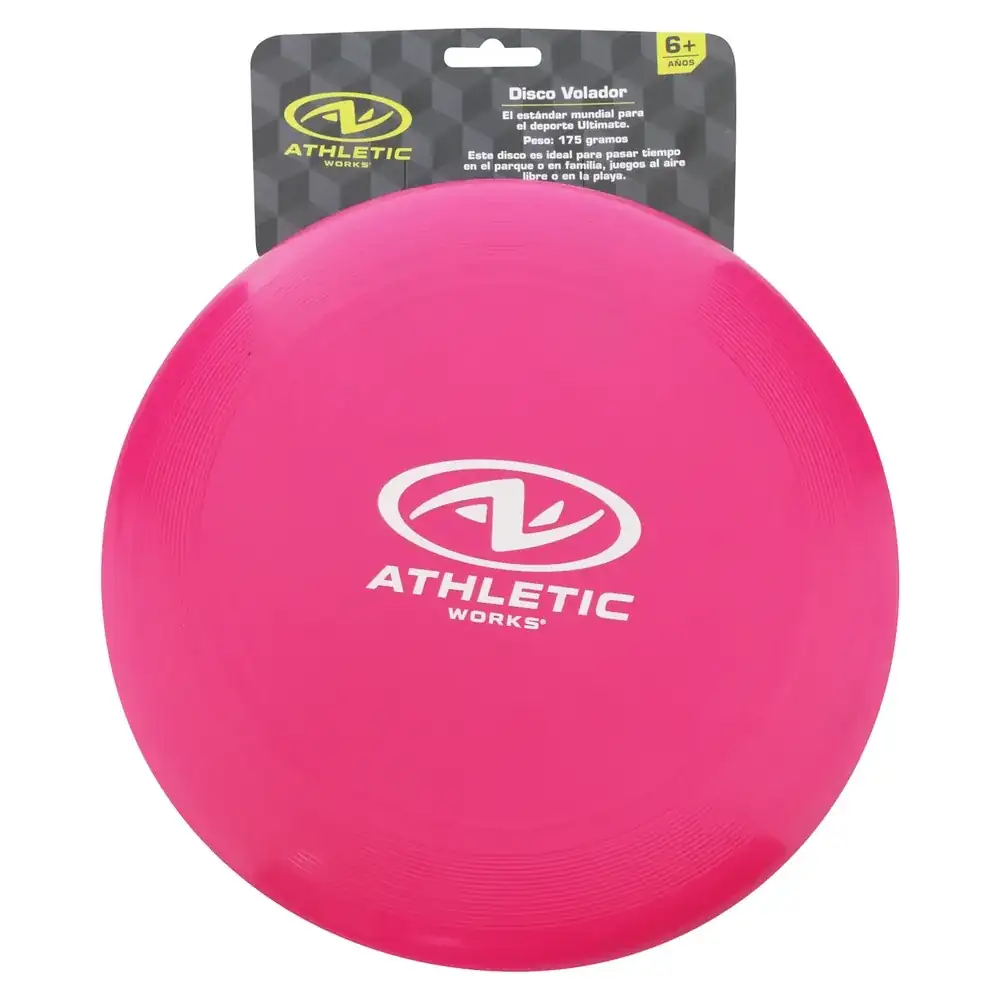 ATHLETIC
WORKS®
6+
AÑOS
Disco Volador
El estándar mundial para
el deporte Ultimate.
Peso: 175 gramos
Este disco es ideal para pasar tiempo
en el parque o en familia, juegos al aire
libre o en la playa.
ATHLETIC
WORKS®